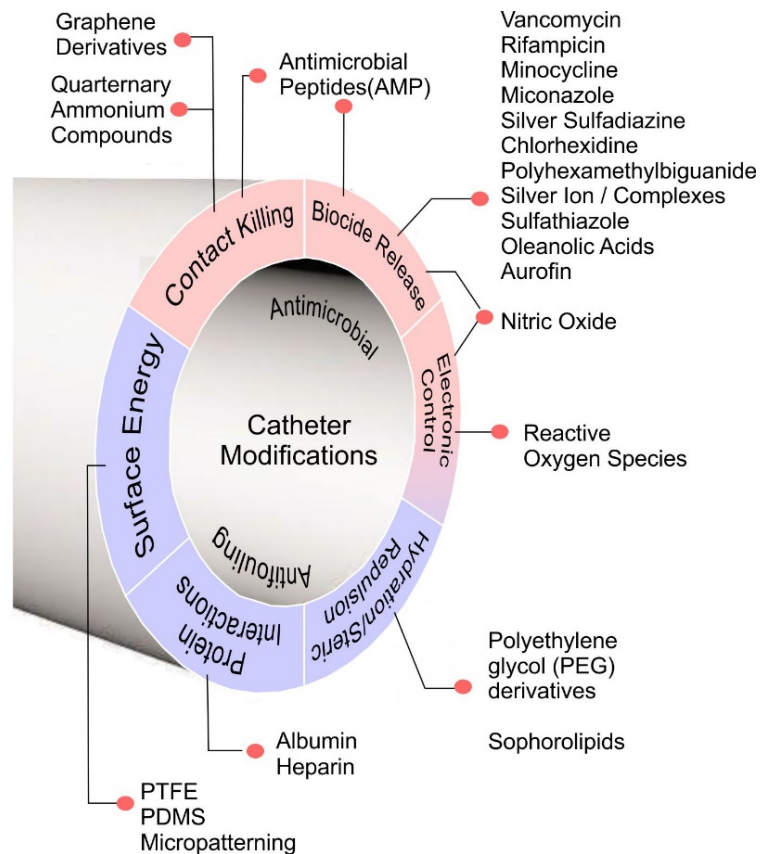 Graphene
Derivatives
Quarternary
Ammonium
Compounds
Antimicrobial
Peptides(AMP)
Vancomycin
Rifampicin
Minocycline
Miconazole
Silver Sulfadiazine
Chlorhexidine
Polyhexamethylbiguanide
Silver Ion / Complexes
Sulfathiazole
Oleanolic Acids
Aurofin
Nitric Oxide
Reactive
Oxygen Species
Polyethylene
glycol (PEG)
derivatives
Sophorolipids
Albumin
Heparin
PTFE
PDMS
Micropatterning
Contact Killing
Biocide Release
Electronic
Control
Hydration/Steric
Repulsion
Protein
Interactions
Surface Energy
Antimicrobial
Catheter
Modifications
Antifouling